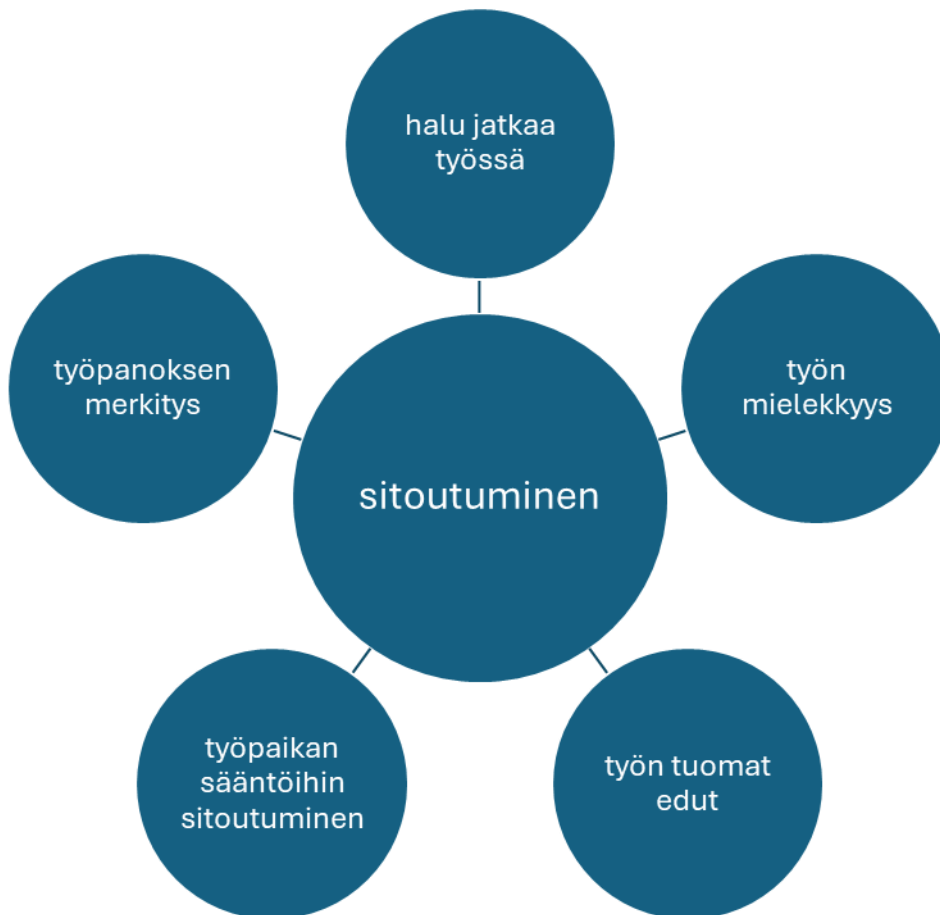 halu jatkaa
työssä
työpanoksen
merkitys
työn
mielekkyys
sitoutuminen
työpaikan
sääntöihin
sitoutuminen
työn tuomat
edut